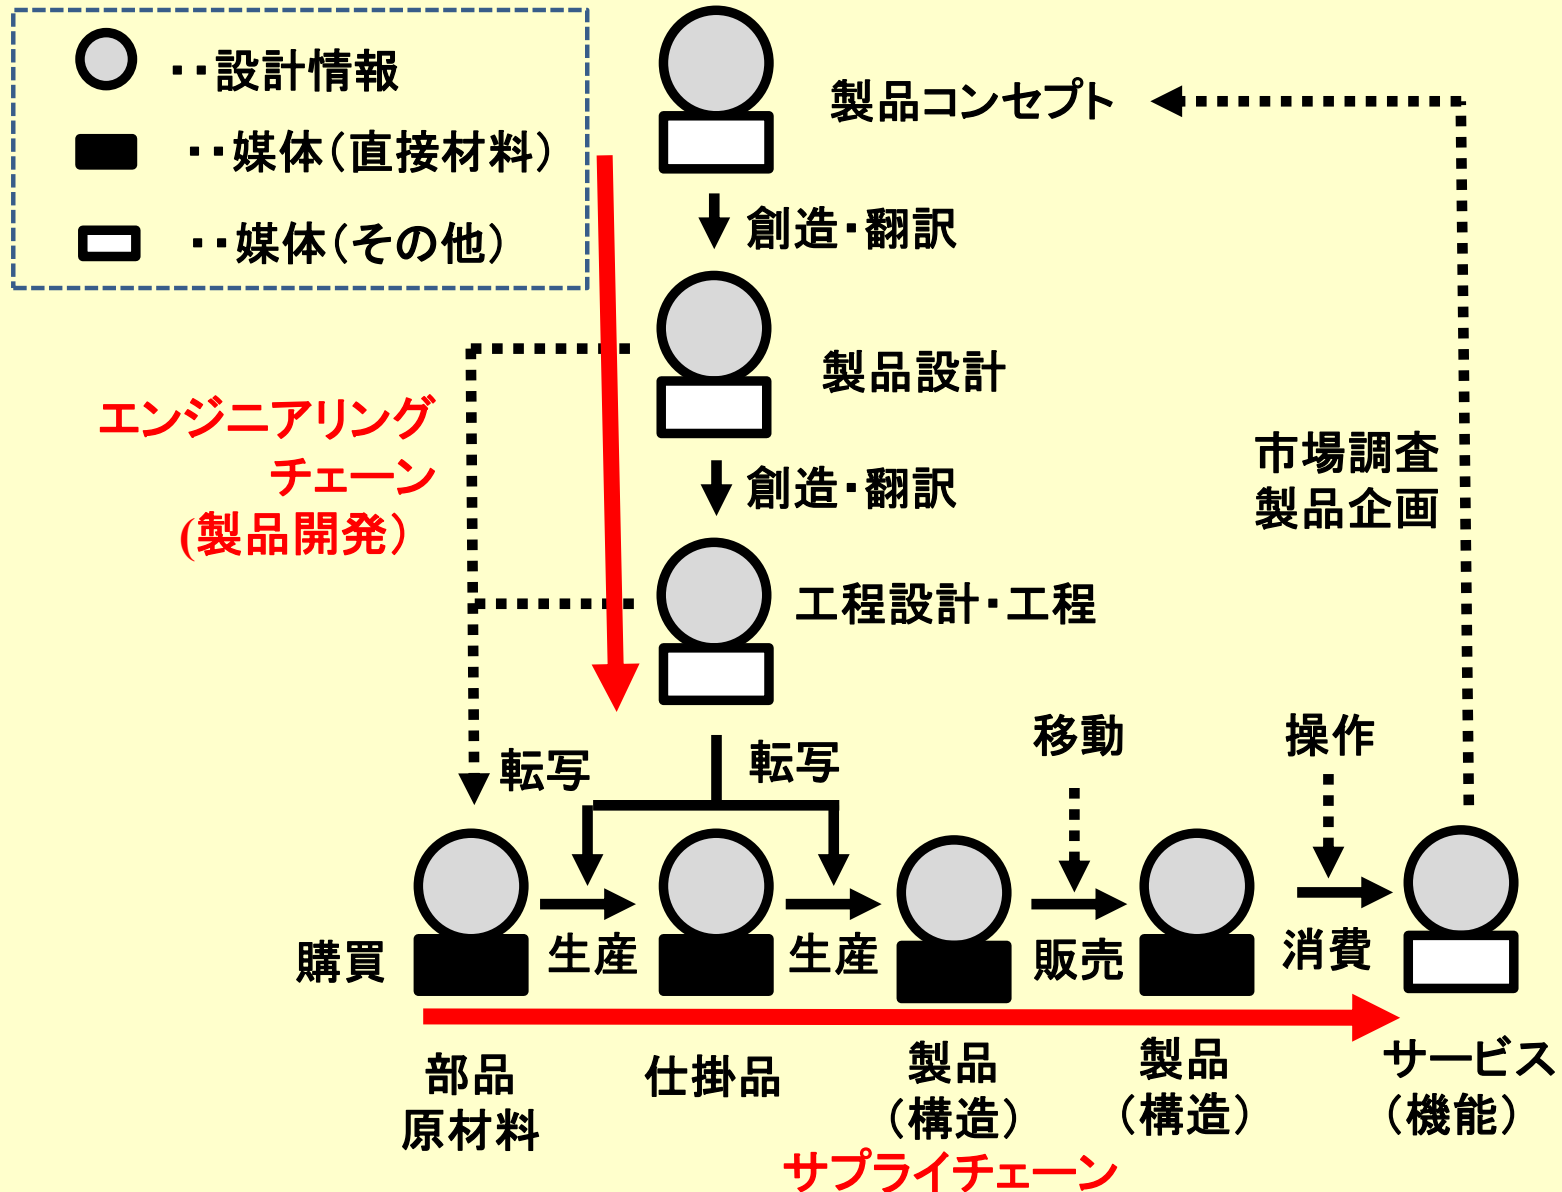 ‥設計情報
‥媒体（直接材料）
‥媒体（その他）
製品コンセプト
創造・翻訳
製品設計
エンジニアリング
チェーン
(製品開発）
創造・翻訳
市場調査
製品企画
工程設計・工程
転写
転写
移動
操作
購買
生産
生産
販売
消費
部品
原材料
仕掛品
製品
（構造）
製品
（構造）
サービス
（機能）
サプライチェーン